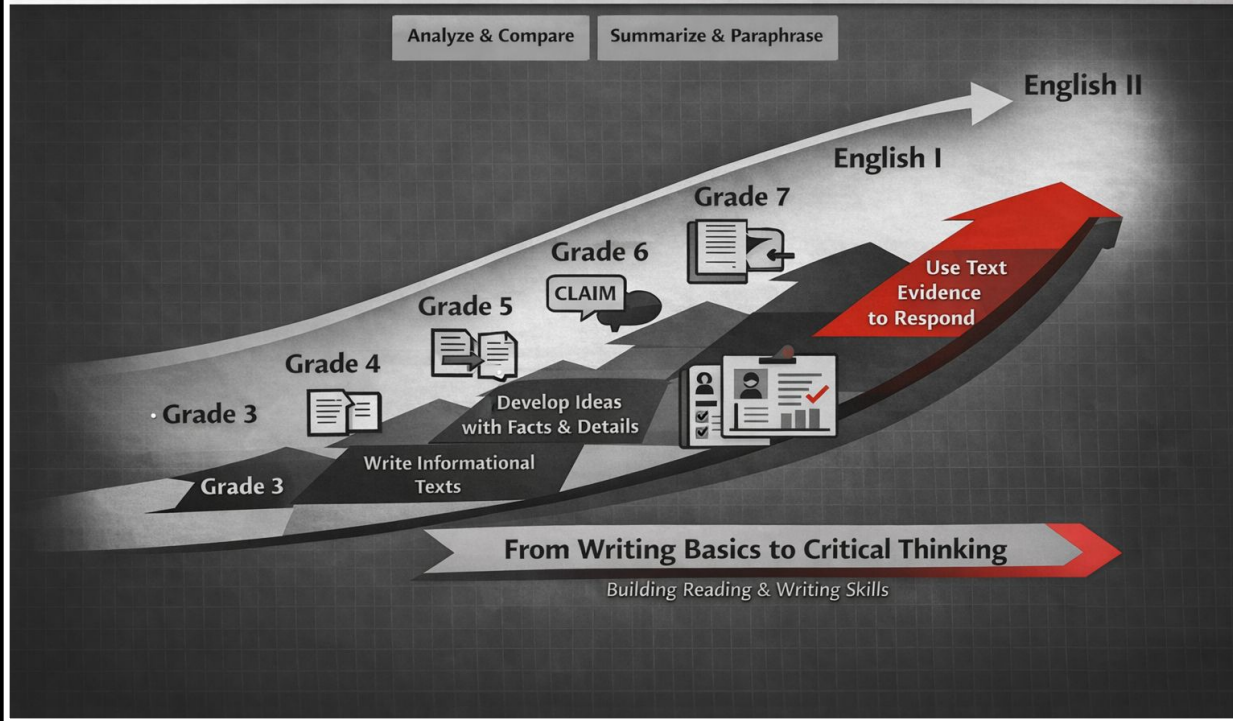 Analyze & Compare
Summarize & Paraphrase
English II
English I
Grade 7
Grade 6
CLAIM
Grade 5
Grade 4
Grade 3
Use Text
Evidence
to Respond
Develop Ideas
with Facts & Details
Write Informational
Texts
Grade 3
From Writing Basics to Critical Thinking
Building Reading & Writing Skills